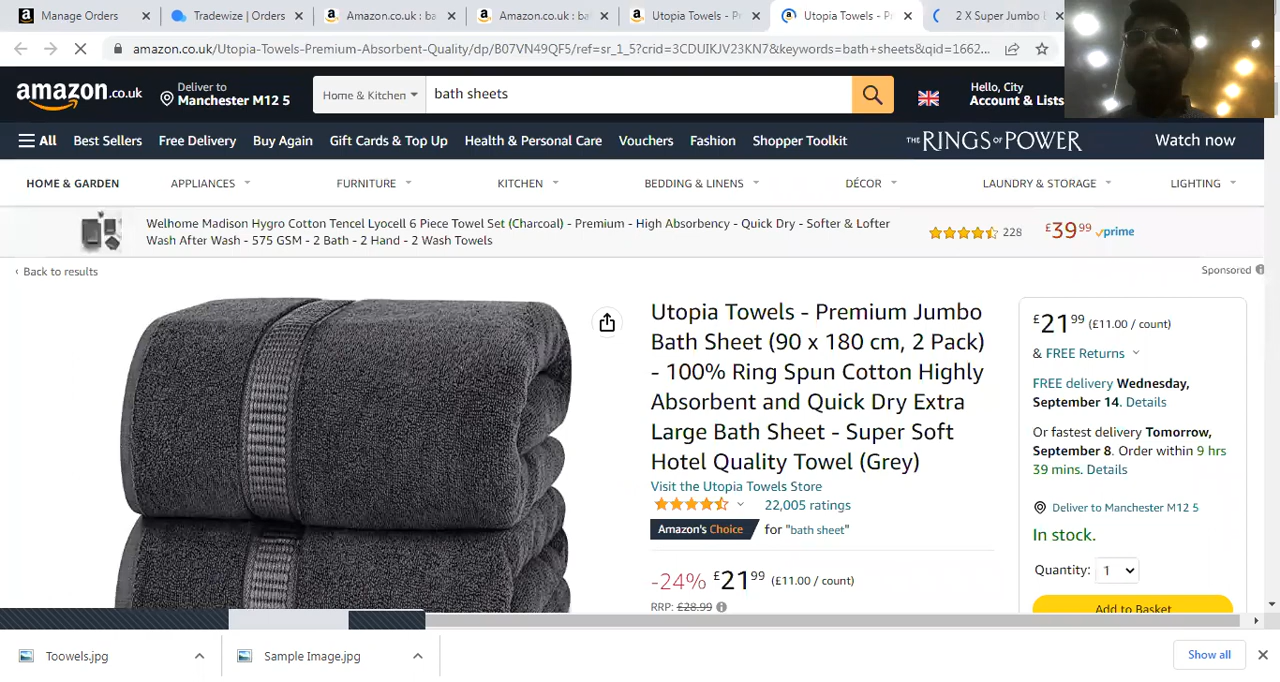 Manage Orders
Tradewize | Orders
Amazon.co.uk : ba
Amazon.co.uk : ba
Utopia Towels - P
Utopia Towels - P
2 X Super Jumbo
amazon.co.uk/Utopia-Towels-Premium-Absorbent-Quality/dp/B07VN49QF5/ref=sr_1_5?crid=3CDUIKJV23KN7&keywords=bath+sheets&qid=1662...
amazon.co.uk
Deliver to
Manchester M12 5
Home & Kitchen
bath sheets
Hello, City
Account & Lists
All
Best Sellers
Free Delivery
Buy Again
Gift Cards & Top Up
Health & Personal Care
Vouchers
Fashion
Shopper Toolkit
THE RINGS OF POWER
Watch now
HOME & GARDEN
APPLIANCES
FURNITURE
KITCHEN
BEDDING & LINENS
DÉCOR
LAUNDRY & STORAGE
LIGHTING
Welhome Madison Hygro Cotton Tencel Lyocell 6 Piece Towel Set (Charcoal) - Premium - High Absorbency - Quick Dry - Softer & Lofter
Wash After Wash - 575 GSM - 2 Bath - 2 Hand - 2 Wash Towels
228
£39.99 prime
‹ Back to results
Sponsored
Utopia Towels - Premium Jumbo
Bath Sheet (90 x 180 cm, 2 Pack)
- 100% Ring Spun Cotton Highly
Absorbent and Quick Dry Extra
Large Bath Sheet - Super Soft
Hotel Quality Towel (Grey)
Visit the Utopia Towels Store
22,005 ratings
Amazon's Choice for "bath sheet"
-24% £21.99 (£11.00 / count)
RRP: £28.99
£21.99 (£11.00 / count)
& FREE Returns
FREE delivery Wednesday,
September 14. Details
Or fastest delivery Tomorrow,
September 8. Order within 9 hrs
39 mins. Details
Deliver to Manchester M12 5
In stock.
Quantity: 1
Add to Basket
Toowels.jpg
Sample Image.jpg
Show all